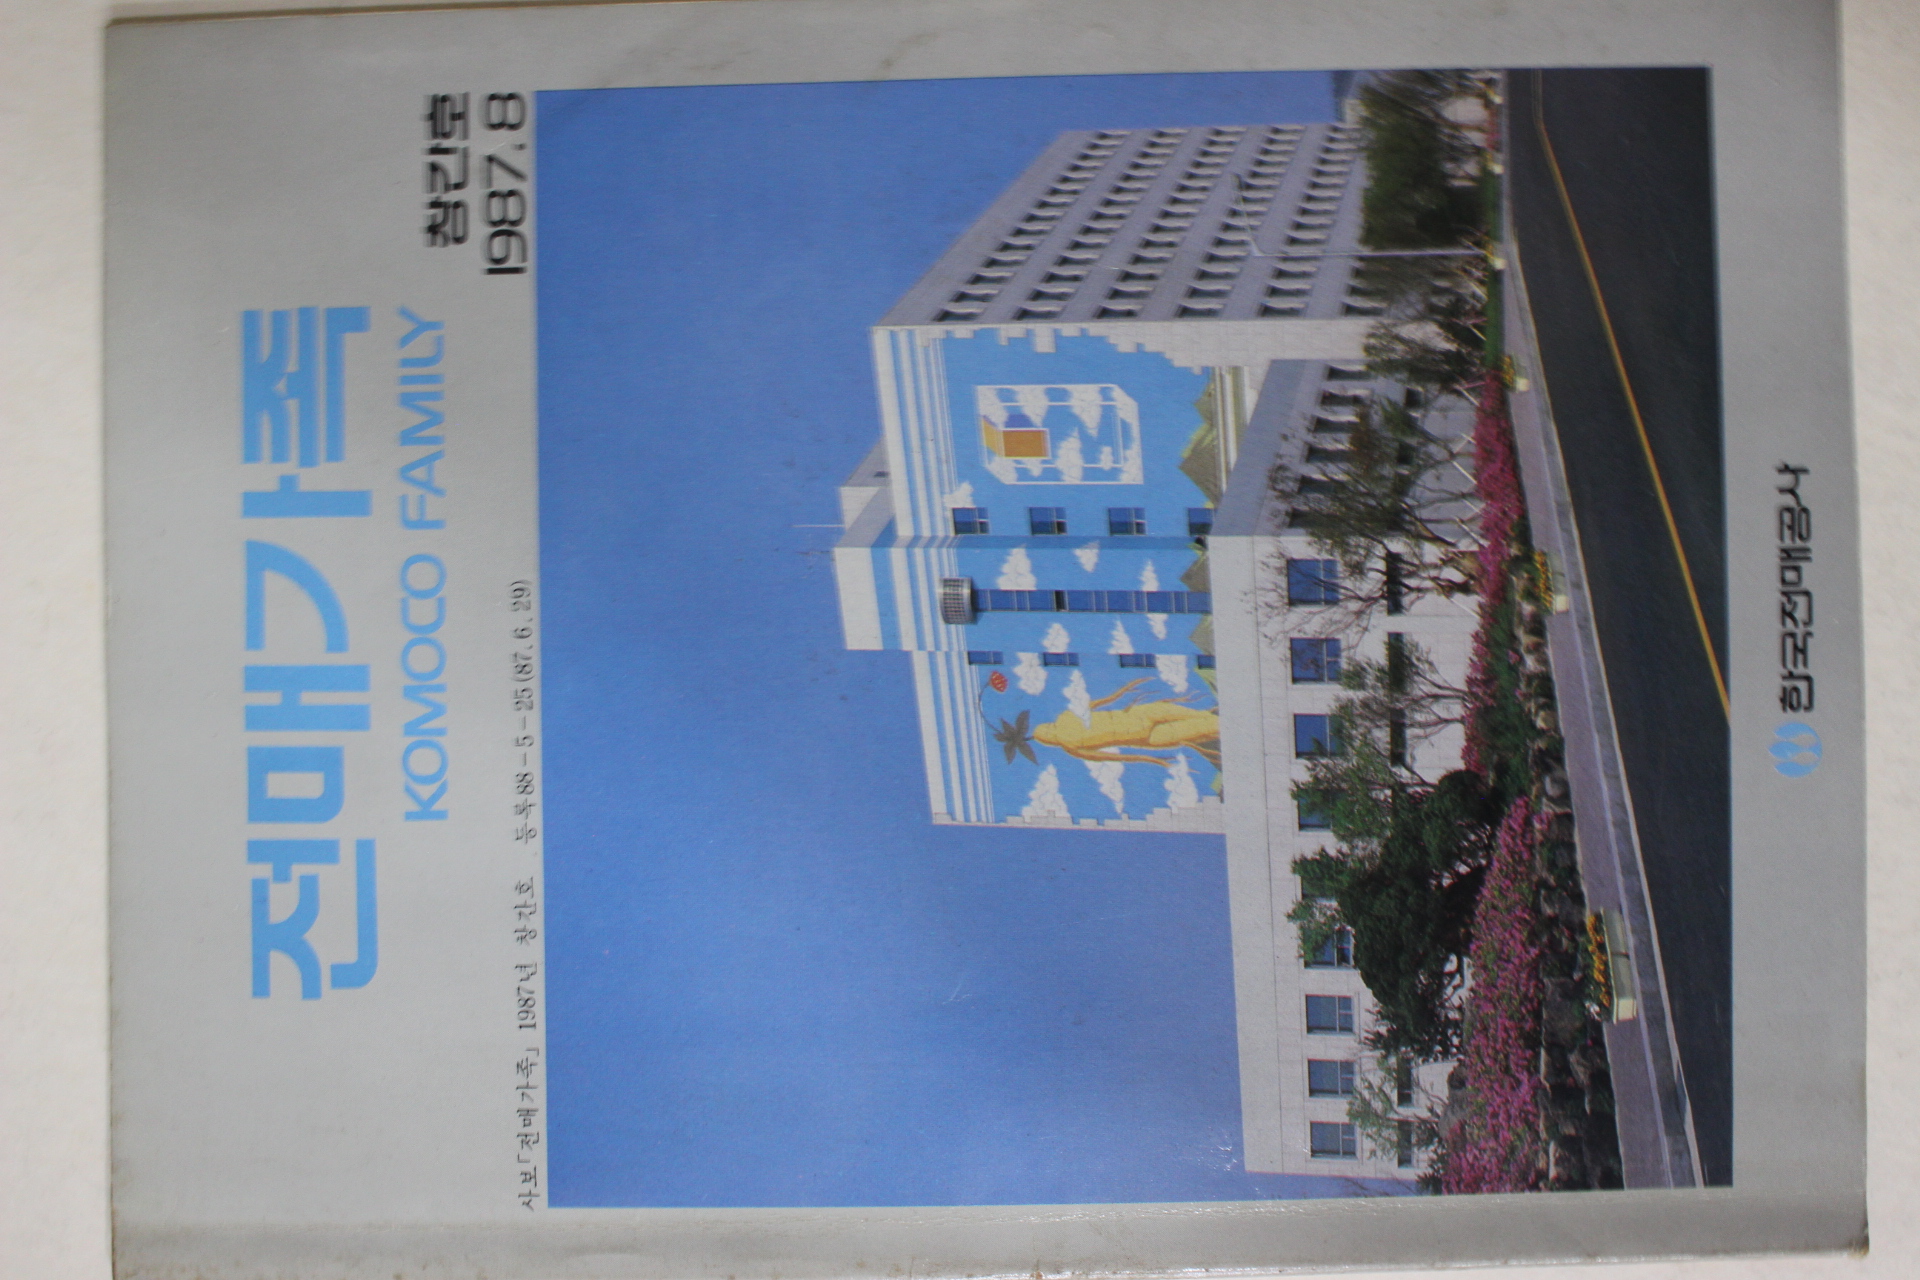 전매가족
KOMOCO FAMILY
창간호
1987.8
사보「전매가족」 1987년 창간호 등록88-5-25(87.6.29)
한국전매공사